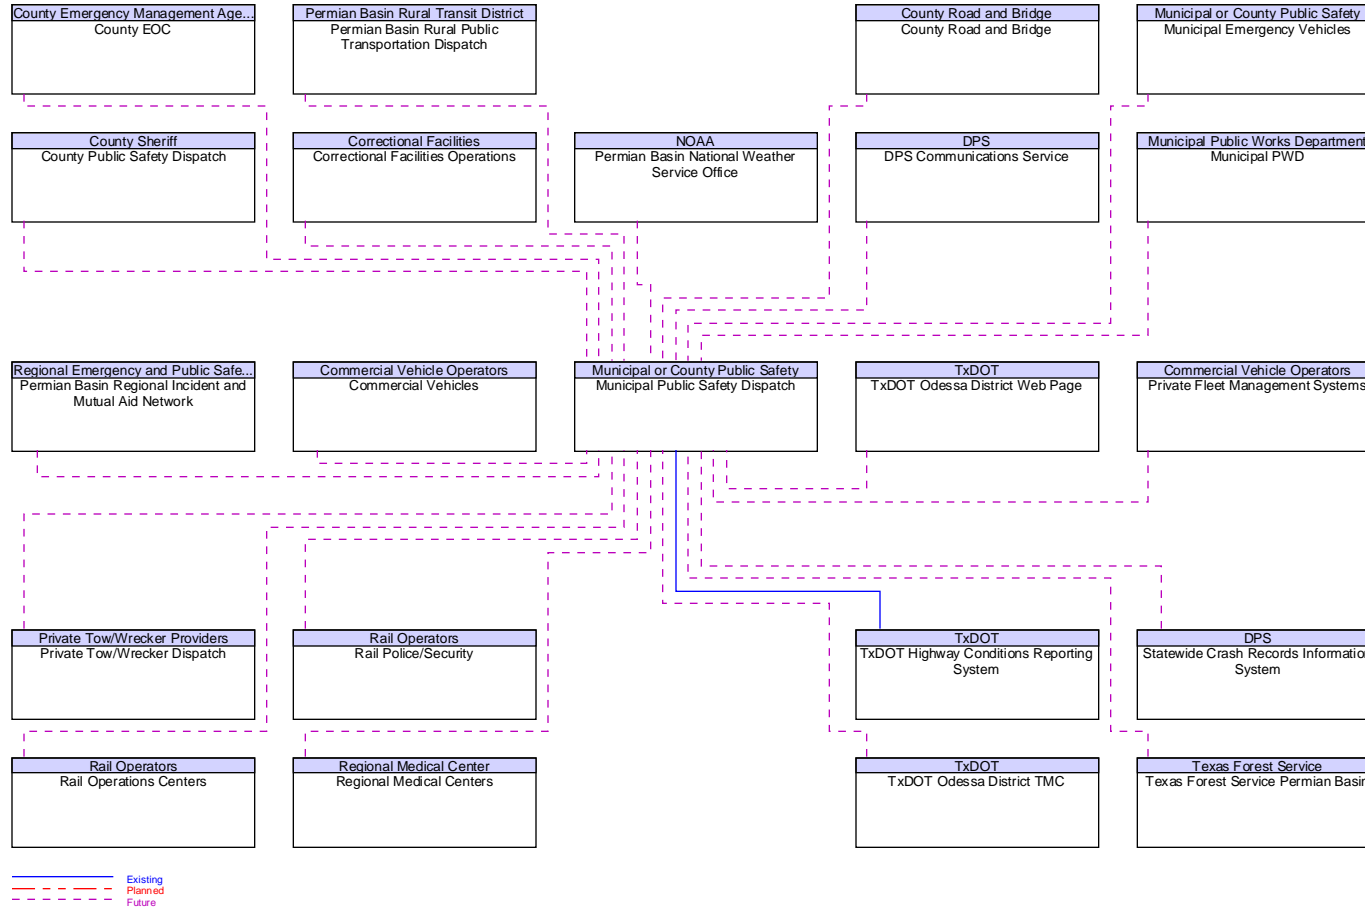 County Emergency Management Age...
County EOC
Permian Basin Rural Transit District
Permian Basin Rural Public
Transportation Dispatch
County Road and Bridge
County Road and Bridge
Municipal or County Public Safety
Municipal Emergency Vehicles
County Sheriff
County Public Safety Dispatch
Correctional Facilities
Correctional Facilities Operations
NOAA
Permian Basin National Weather
Service Office
DPS
DPS Communications Service
Municipal Public Works Department
Municipal PWD
Regional Emergency and Public Safe...
Permian Basin Regional Incident and
Mutual Aid Network
Commercial Vehicle Operators
Commercial Vehicles
Municipal or County Public Safety
Municipal Public Safety Dispatch
TxDOT
TxDOT Odessa District Web Page
Commercial Vehicle Operators
Private Fleet Management Systems
Private Tow/Wrecker Providers
Private Tow/Wrecker Dispatch
Rail Operators
Rail Police/Security
TxDOT
TxDOT Highway Conditions Reporting
System
DPS
Statewide Crash Records Information
System
Rail Operators
Rail Operations Centers
Regional Medical Center
Regional Medical Centers
TxDOT
TxDOT Odessa District TMC
Texas Forest Service
Texas Forest Service Permian Basin
Existing
Planned
Future